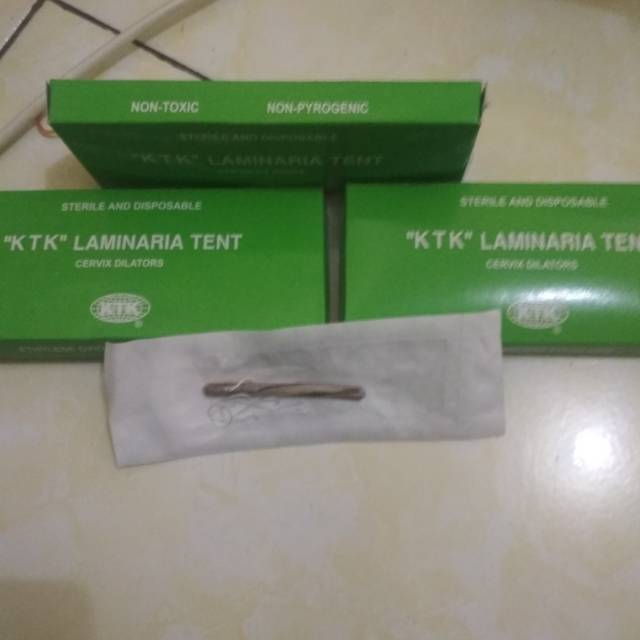 NON-TOXIC NON-PYROGENIC
STERILE AND DISPOSABLE
"KTK" LAMINARIA TENT
STERILE AND DISPOSABLE
"KTK" LAMINARIA TENT
CERVIX DILATORS
KTK
®
STERILE AND DISPOSABLE
"KTK" LAMINARIA TEN
CERVIX DILATORS
KTK
®